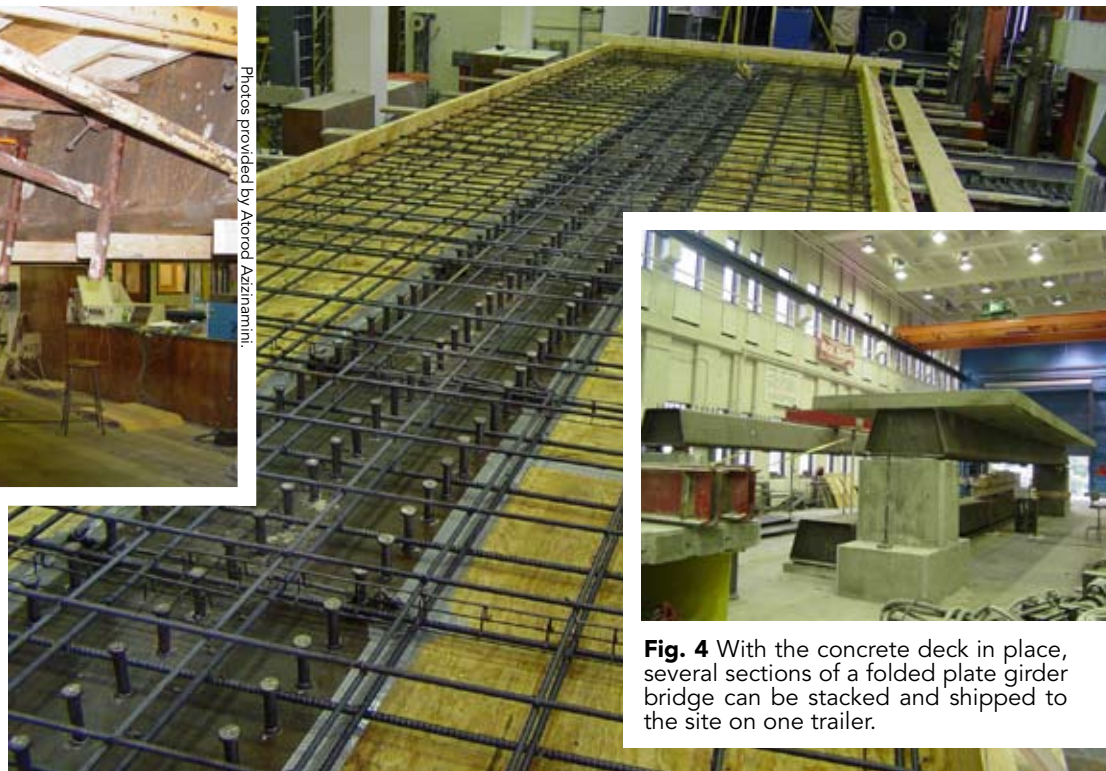 Photos provided by Atorod Azizinamini.
Fig. 4 With the concrete deck in place,
several sections of a folded plate girder
bridge can be stacked and shipped to
the site on one trailer.